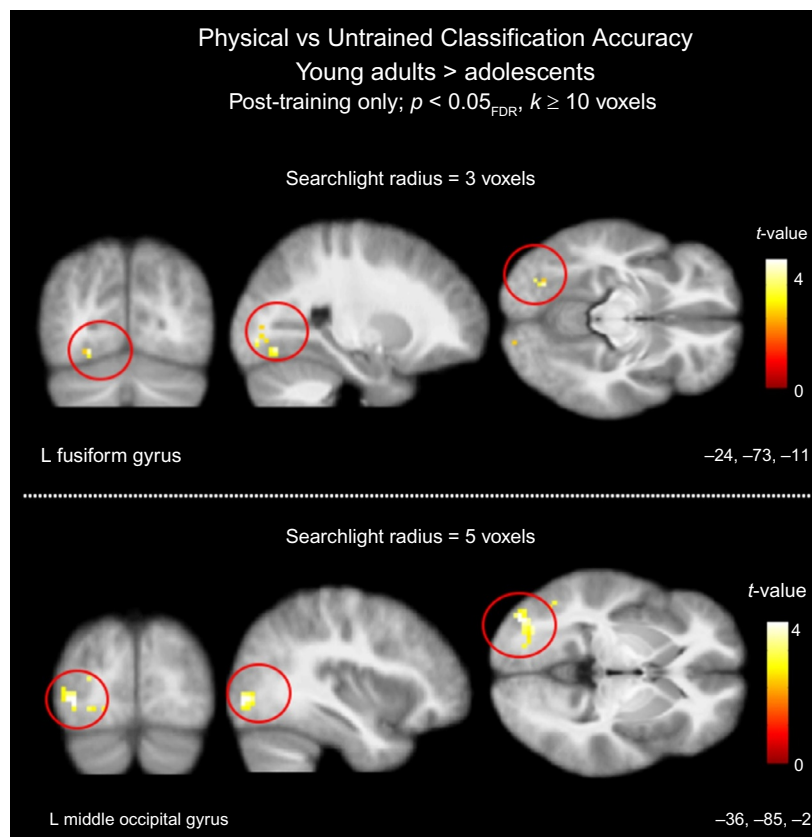 Physical vs Untrained Classification Accuracy
Young adults > adolescents
Post-training only; p < 0.05FDR, k ≥ 10 voxels
Searchlight radius = 3 voxels
t-value
4
0
L fusiform gyrus
–24, –73, –11
Searchlight radius = 5 voxels
t-value
4
0
L middle occipital gyrus
–36, –85, –2